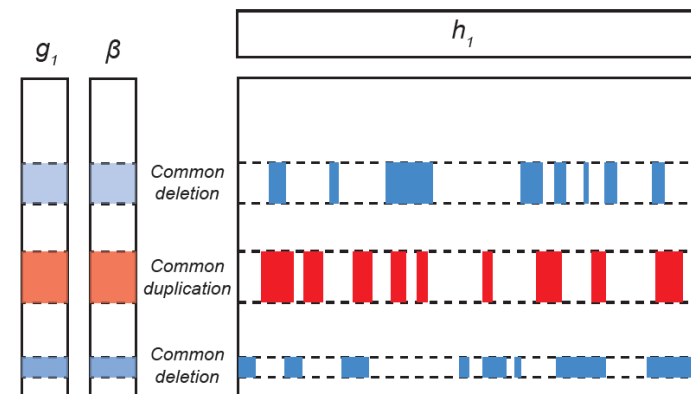 g₁ β h₁
Common
deletion
Common
duplication
Common
deletion